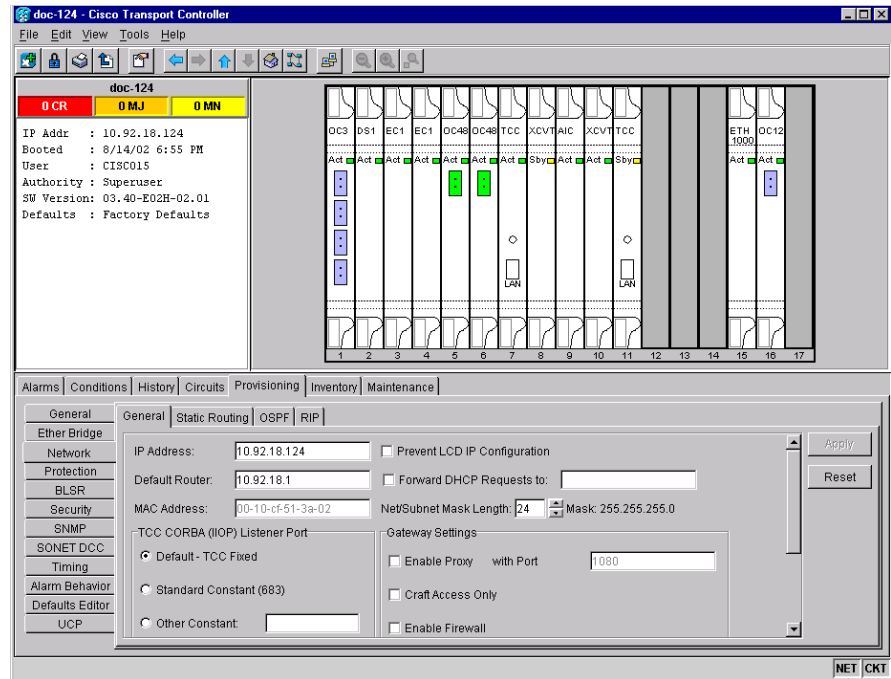 doc-124 - Cisco Transport Controller
File Edit View Tools Help
doc-124
0 CR 0 MJ 0 MN
IP Addr : 10.92.18.124
Booted : 8/14/02 6:55 PM
User : CISCO15
Authority : Superuser
SW Version: 03.40-E02H-02.01
Defaults : Factory Defaults
OC3 DS1 EC1 EC1 OC48 OC48 TCC XCVT AIC XCVT TCC ETH 1000 OC12
Act Act Act Act Act Act Act Sby Act Act Sby Act Act
LAN LAN
1 2 3 4 5 6 7 8 9 10 11 12 13 14 15 16 17
Alarms Conditions History Circuits Provisioning Inventory Maintenance
General
Ether Bridge
Network
Protection
BLSR
Security
SNMP
SONET DCC
Timing
Alarm Behavior
Defaults Editor
UCP
General Static Routing OSPF RIP
IP Address: 10.92.18.124 Prevent LCD IP Configuration
Default Router: 10.92.18.1 Forward DHCP Requests to:
MAC Address: 00-10-cf-51-3a-02 Net/Subnet Mask Length: 24 Mask: 255.255.255.0
TCC CORBA (IIOP) Listener Port
Default - TCC Fixed
Standard Constant (683)
Other Constant:
Gateway Settings
Enable Proxy with Port 1080
Craft Access Only
Enable Firewall
Apply
Reset
NET CKT